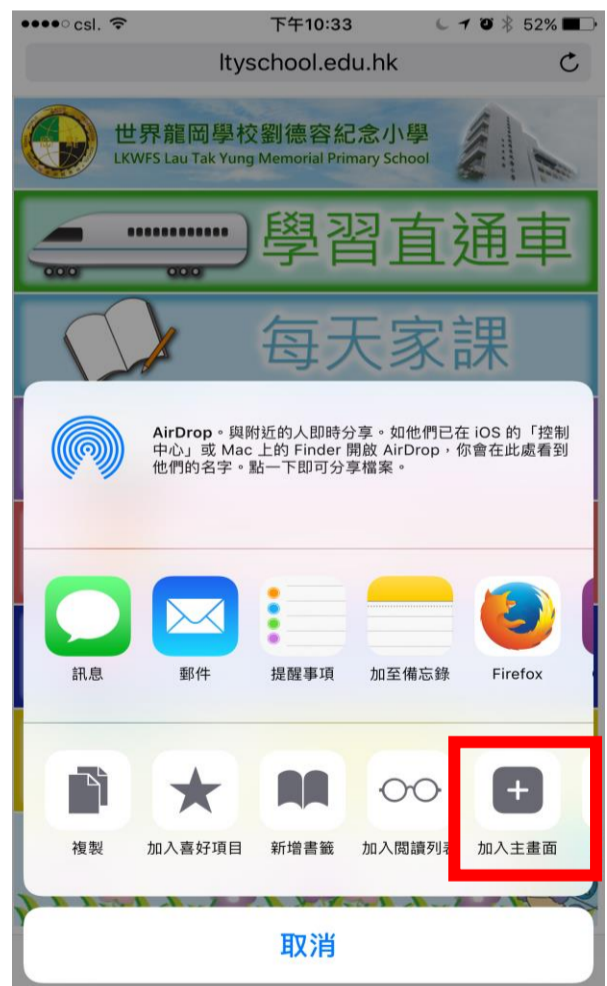 csl. 下午10:33 52%
ltyschool.edu.hk
世界龍岡學校劉德容紀念小學
LKWFS Lau Tak Yung Memorial Primary School
學習直通車
每天家課
AirDrop。與附近的人即時分享。如他們已在 iOS 的「控制
中心」或 Mac 上的 Finder 開啟 AirDrop，你會在此處看到
他們的名字。點一下即可分享檔案。
訊息 郵件 提醒事項 加至備忘錄 Firefox
複製 加入喜好項目 新增書籤 加入閱讀列表 加入主畫面
取消